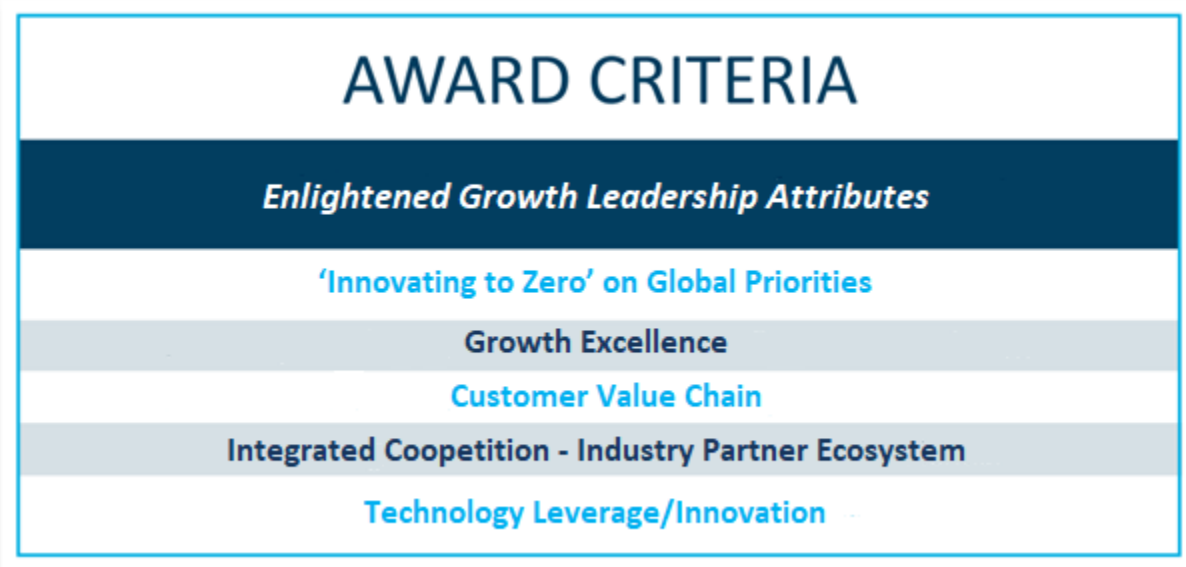 AWARD CRITERIA
Enlightened Growth Leadership Attributes
‘Innovating to Zero’ on Global Priorities
Growth Excellence
Customer Value Chain
Integrated Coopetition - Industry Partner Ecosystem
Technology Leverage/Innovation